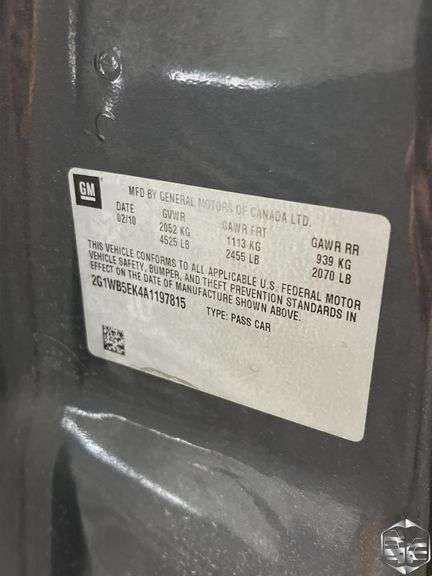 GM
MFD BY GENERAL MOTORS OF CANADA LTD.
DATE GVWR GAWR FRT GAWR RR
02/10 2052 KG 1113 KG 939 KG
4525 LB 2455 LB 2070 LB
THIS VEHICLE CONFORMS TO ALL APPLICABLE U.S. FEDERAL MOTOR
VEHICLE SAFETY, BUMPER, AND THEFT PREVENTION STANDARDS IN
EFFECT ON THE DATE OF MANUFACTURE SHOWN ABOVE.
2G1WB5EK4A1197815 TYPE: PASS CAR